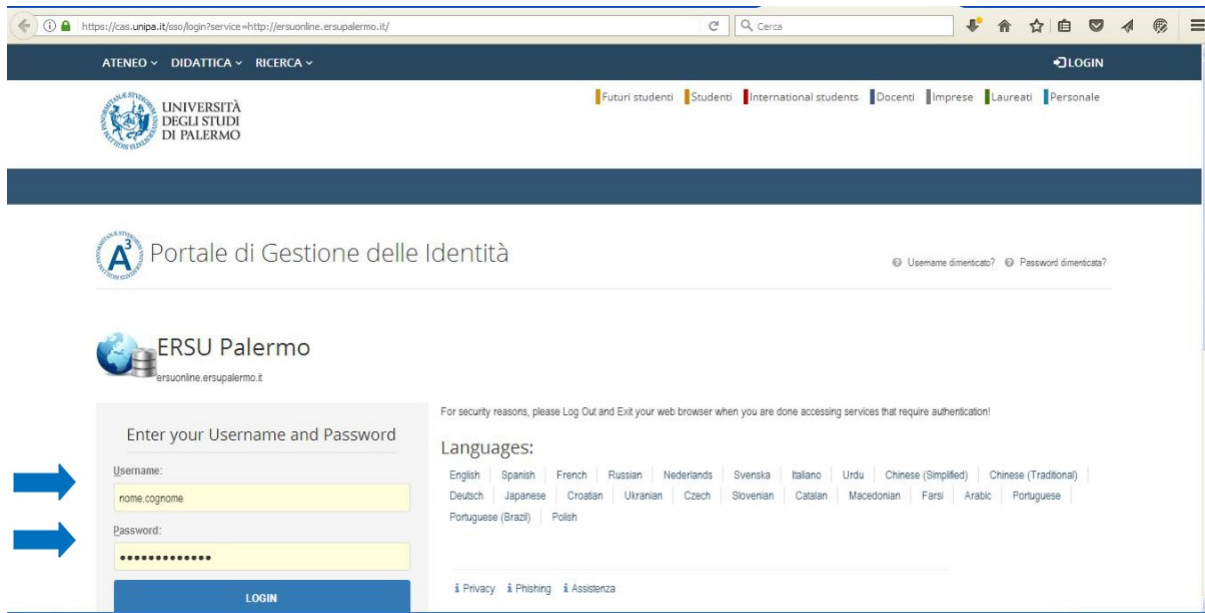 https://cas.unipa.it/sso/login?service=http://ersuonline.ersupalermo.it/
Cerca
ATENEO DIDATTICA RICERCA LOGIN
UNIVERSITÀ
DEGLI STUDI
DI PALERMO
Futuri studenti Studenti International students Docenti Imprese Laureati Personale
A3 Portale di Gestione delle Identità
Username dimenticato? Password dimenticata?
ERSU Palermo
ersuonline.ersupalermo.it
For security reasons, please Log Out and Exit your web browser when you are done accessing services that require authentication!
Enter your Username and Password
Username:
nome.cognome
Password:
•••••••••••••
LOGIN
Languages:
English Spanish French Russian Nederlands Svenska Italiano Urdu Chinese (Simplified) Chinese (Traditional)
Deutsch Japanese Croatian Ukranian Czech Slovenian Catalan Macedonian Farsi Arabic Portuguese
Portuguese (Brazil) Polish
i Privacy i Phishing i Assistenza